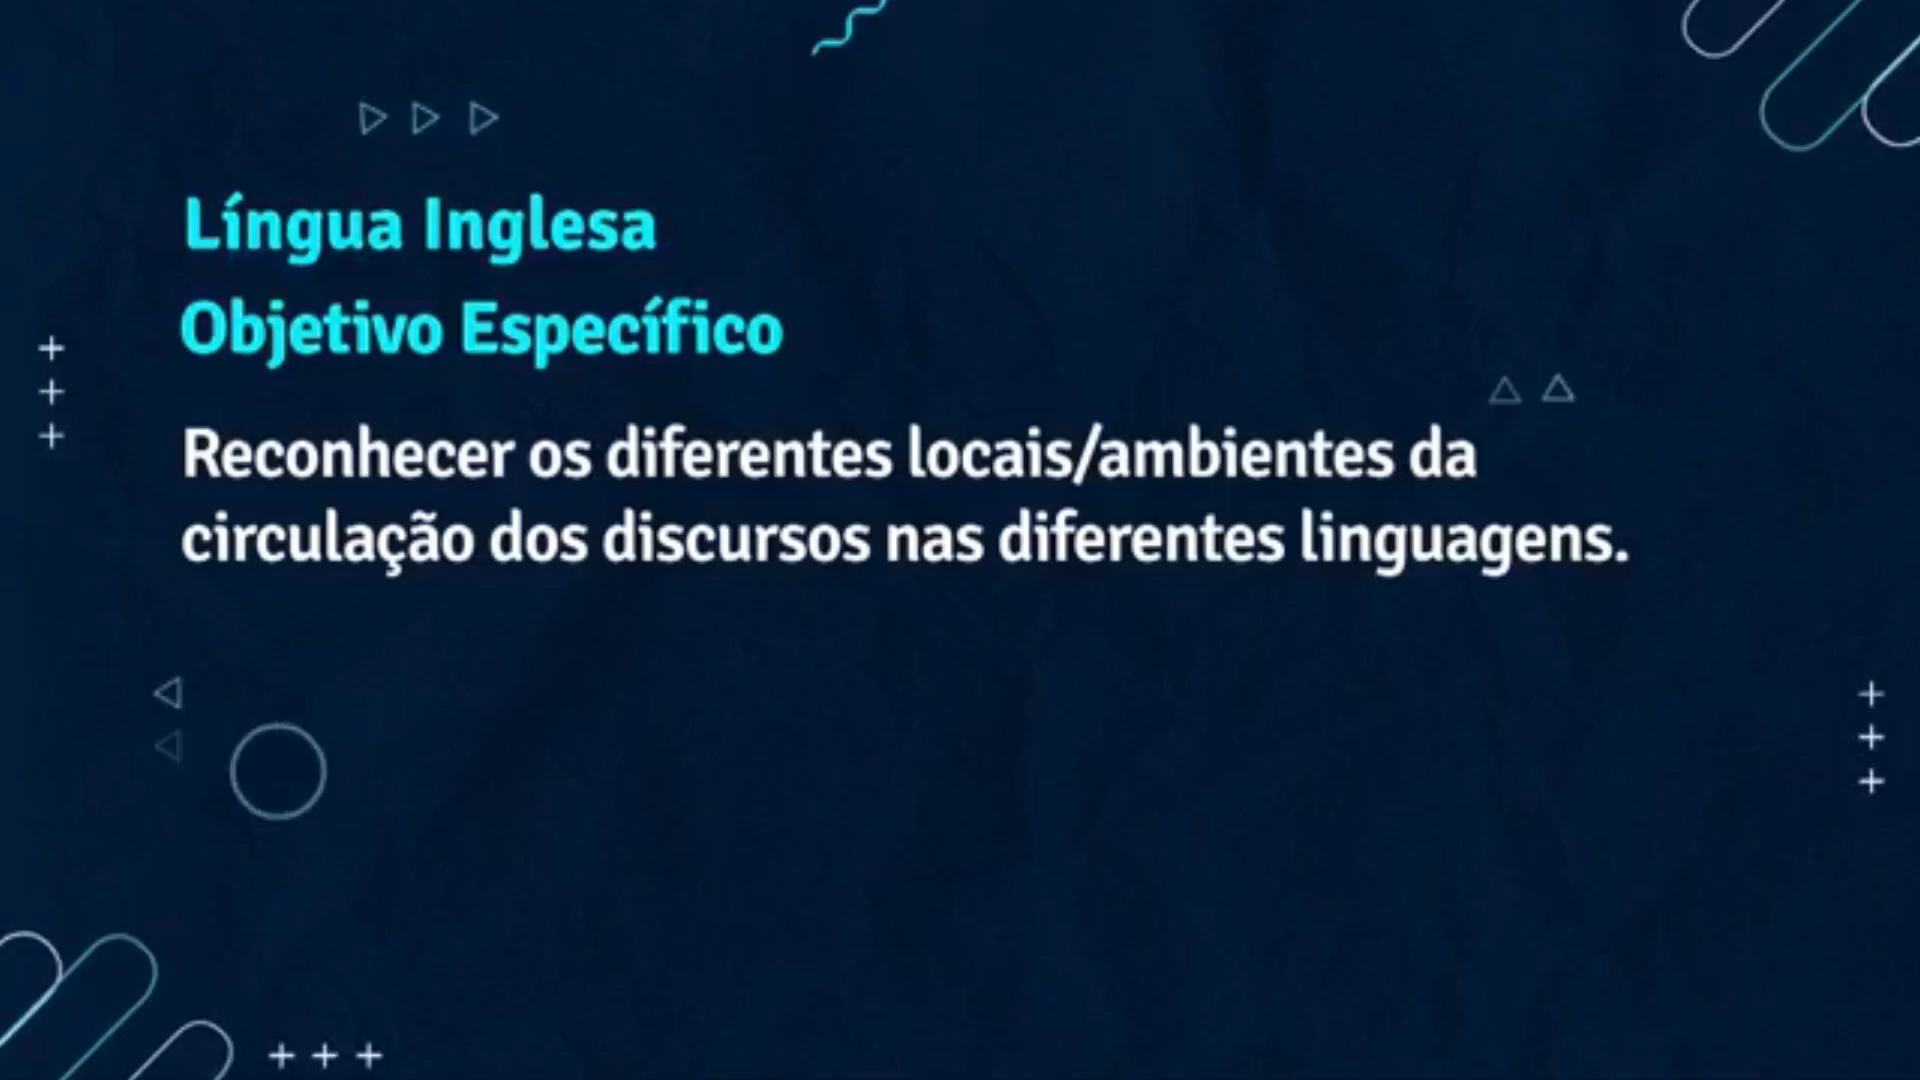 Língua Inglesa
Objetivo Específico
Reconhecer os diferentes locais/ambientes da
circulação dos discursos nas diferentes linguagens.